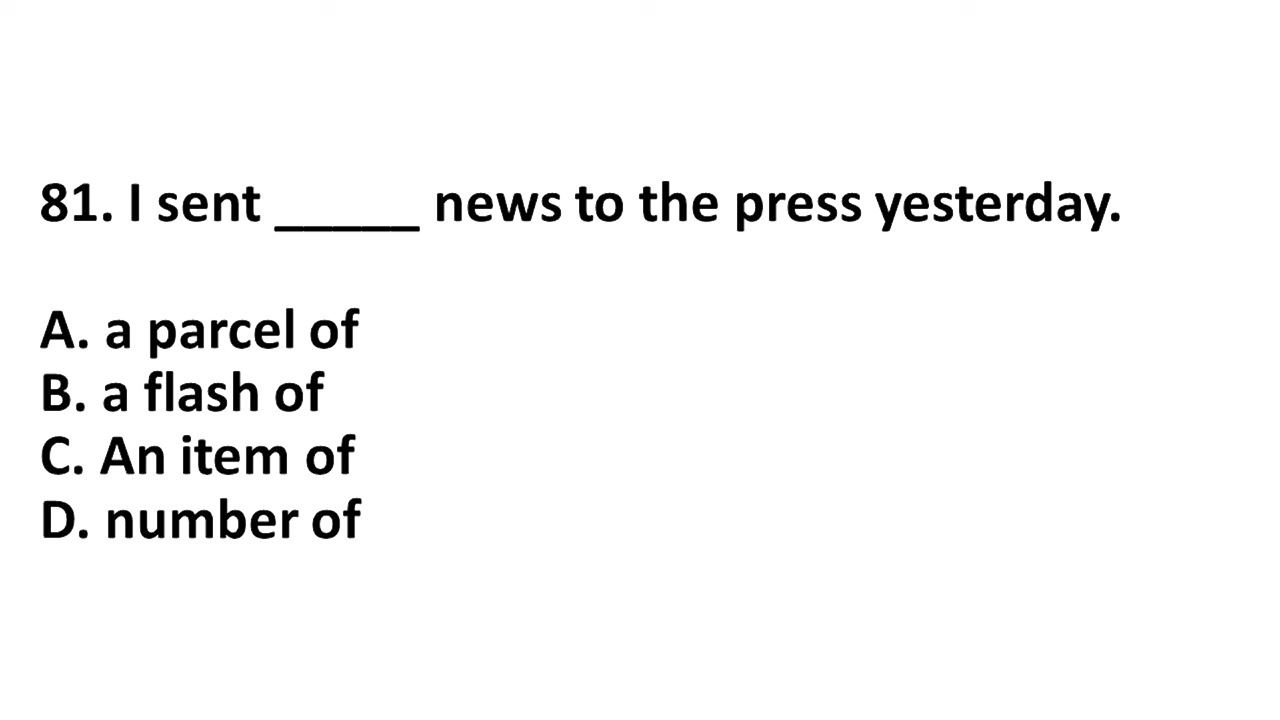 81. I sent _____ news to the press yesterday.
A. a parcel of
B. a flash of
C. An item of
D. number of